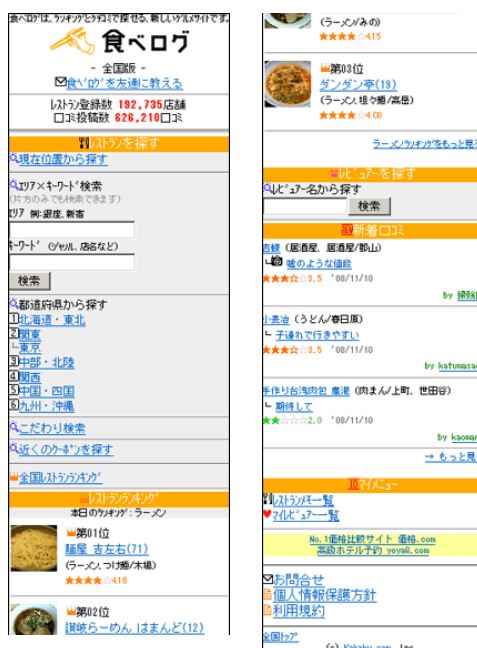 食べログは、ランキングとクチコミで探せる、新しいグルメサイトです。
食べログ
- 全国版 -
食べログを友達に教える
レストラン登録数 192,735店舗
口コミ投稿数 626,210口コミ
レストランを探す
現在位置から探す
エリア×キーワード検索
(片方のみでも検索できます)
エリア 例:銀座、新宿
キーワード (ジャンル、店名など)
検索
都道府県から探す
1北海道・東北
2関東
└東京
3中部・北陸
4関西
5中国・四国
6九州・沖縄
こだわり検索
近くのクーポンを探す
全国レストランランキング
レストランランキング
本日のランキング:ラーメン
第01位
麺屋 吉左右(71)
(ラーメン、つけ麺/木場)
★★★★☆4.16
第02位
讃岐らーめん はまんど(12)
(ラーメン/みの)
★★★★☆4.15
第03位
ダンダン亭(19)
(ラーメン、坦々麺/高岳)
★★★★☆4.08
ラーメンランキングをもっと見
レビュアーを探す
レビュアー名から探す
検索
新着口コミ
(居酒屋、居酒屋/郡山)
└ 嘘のような値段
★★★☆☆3.5 '08/11/10
by
小麦冶 (うどん/春日原)
└ 子連れで行きやすい
★★★☆☆3.5 '08/11/10
by katumasa
手作り台湾肉包 鹿港 (肉まん/上町、世田谷)
└ 期待して
★★☆☆☆2.0 '08/11/10
by kaoma
→ もっと見
マイメニュー
レストランメモ一覧
マイレビュアー一覧
No.1価格比較サイト 価格.com
高級ホテル予約 yoyaQ.com
お問合せ
個人情報保護方針
利用規約
全国トップ
(c) Kakaku.com, Inc.